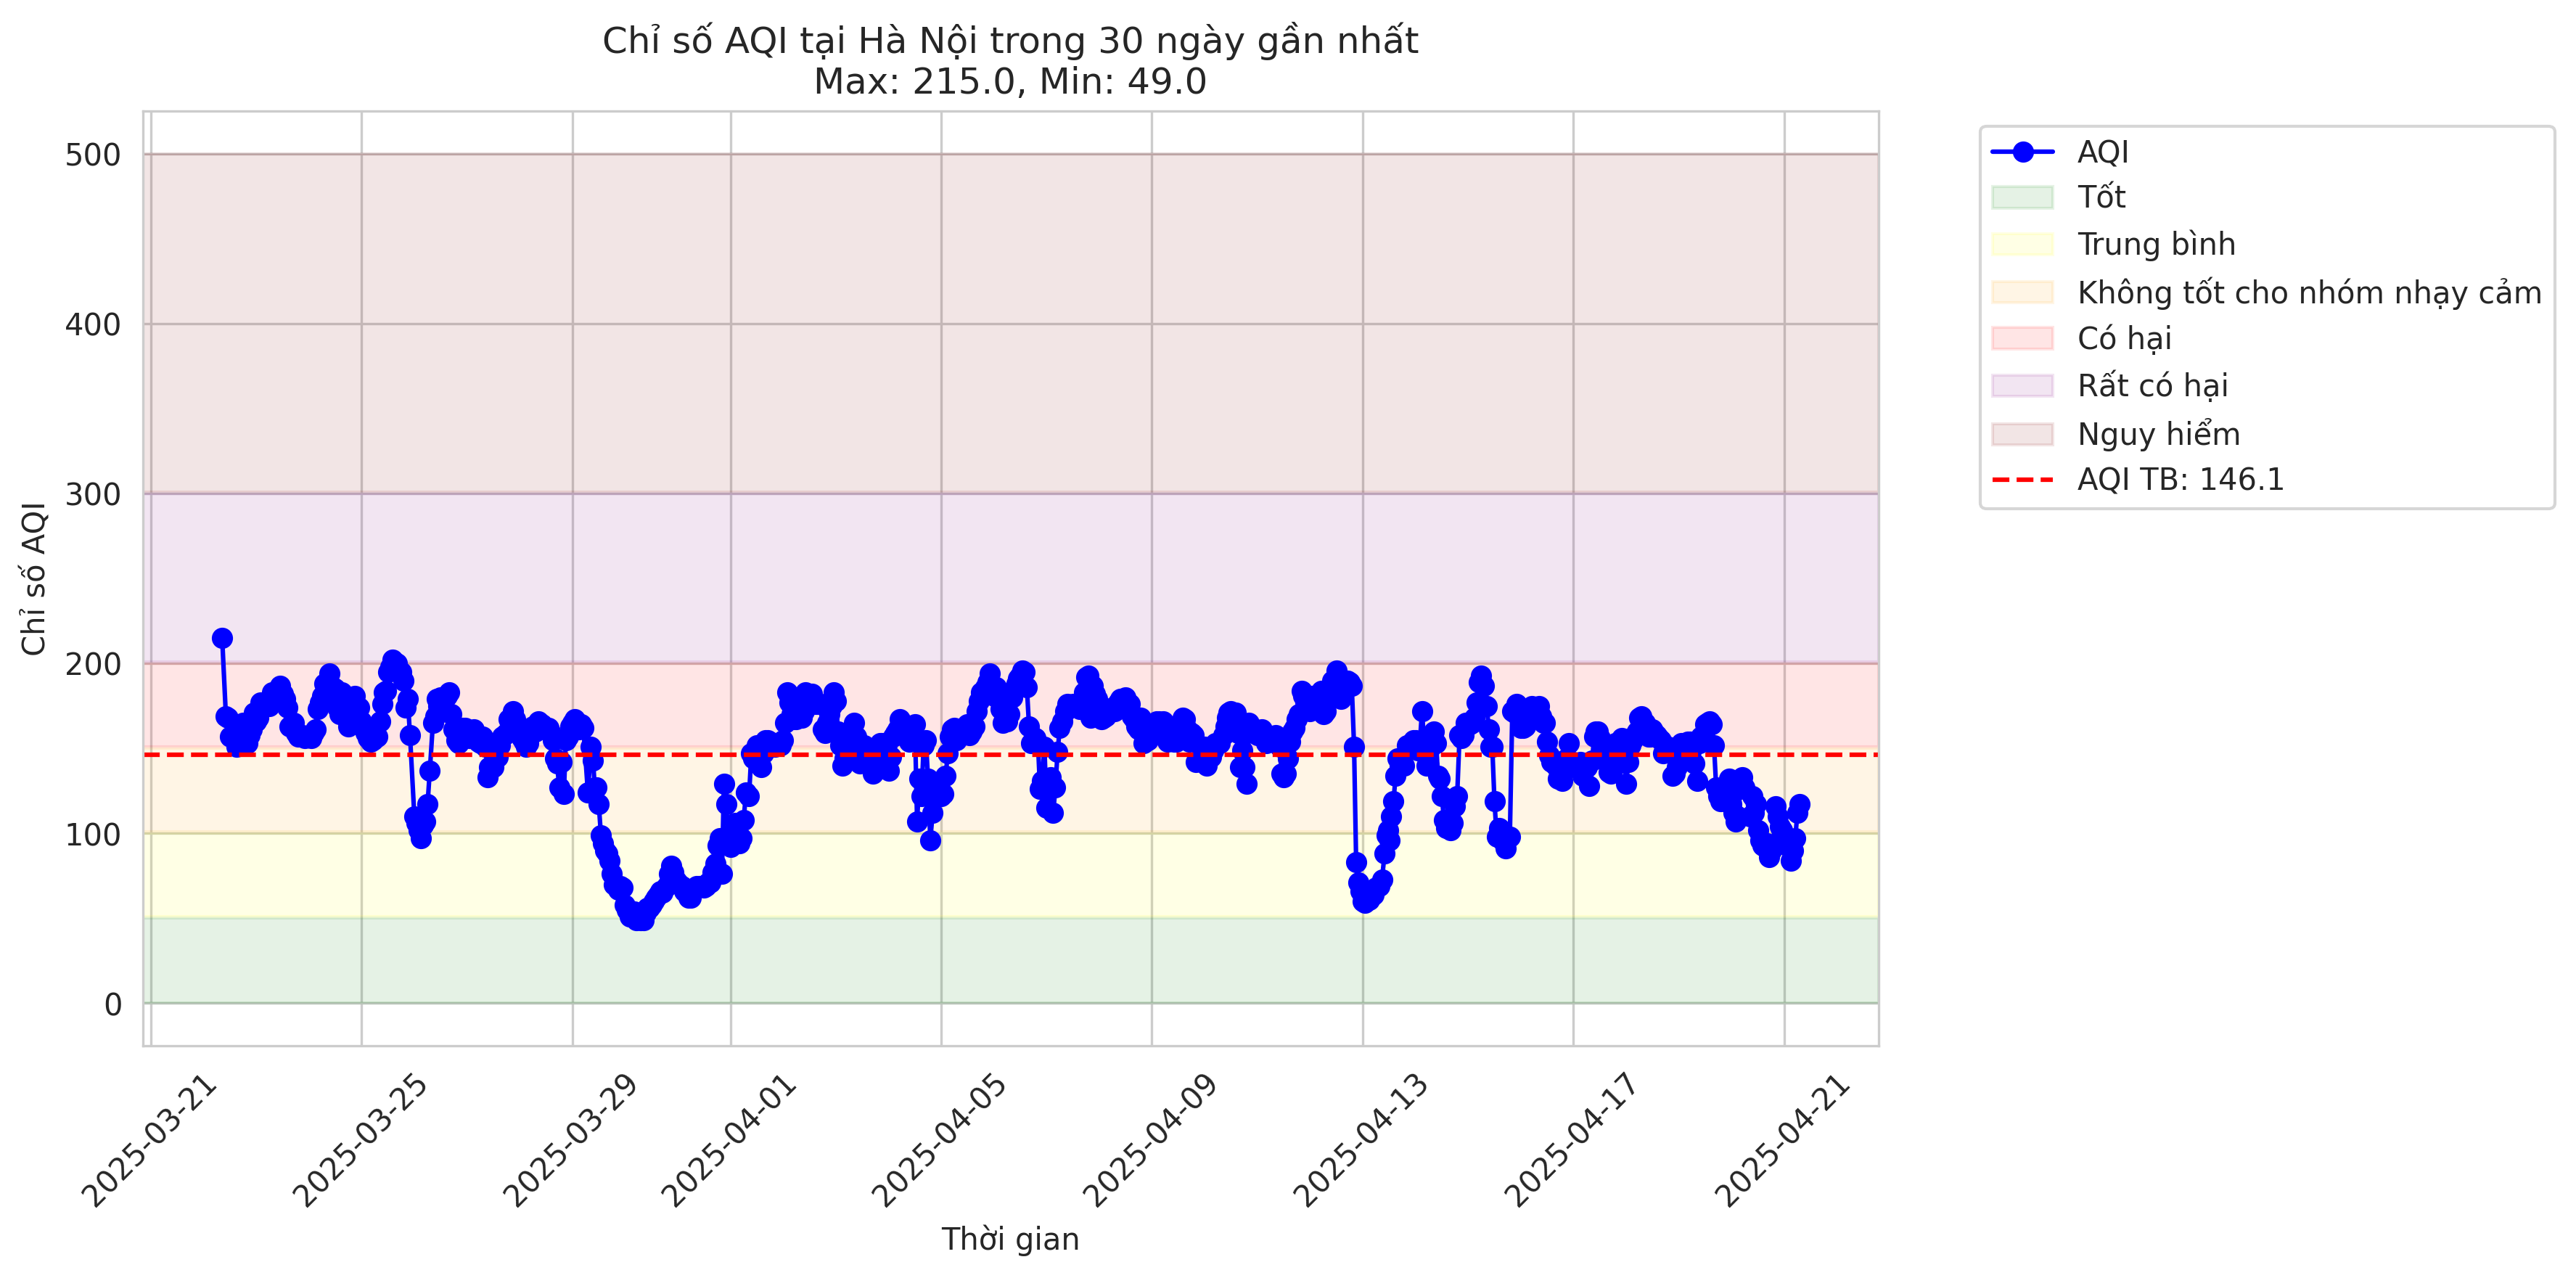 Chỉ số AQI tại Hà Nội trong 30 ngày gần nhất
Max: 215.0, Min: 49.0
Chỉ số AQI
500
400
300
200
100
0
2025-03-21
2025-03-25
2025-03-29
2025-04-01
2025-04-05
2025-04-09
2025-04-13
2025-04-17
2025-04-21
Thời gian
AQI
Tốt
Trung bình
Không tốt cho nhóm nhạy cảm
Có hại
Rất có hại
Nguy hiểm
AQI TB: 146.1